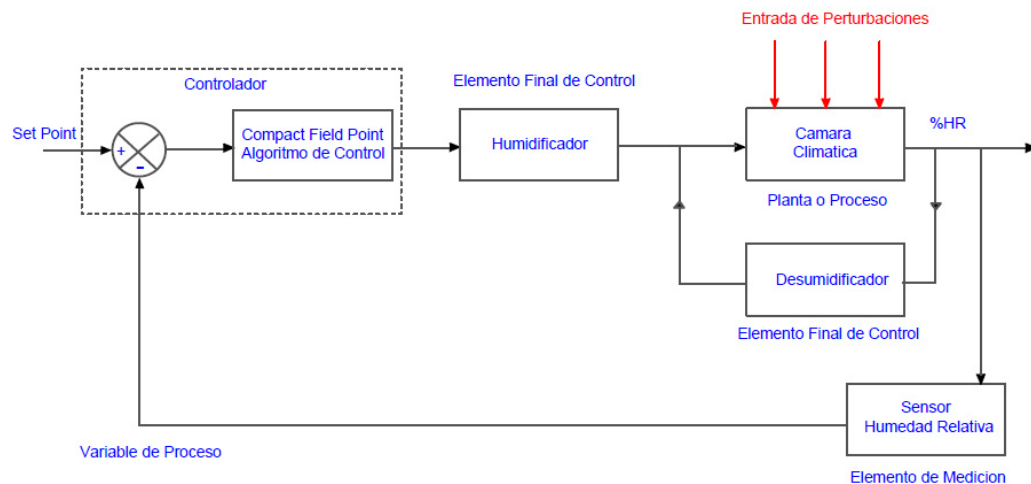 Entrada de Perturbaciones
Controlador
Elemento Final de Control
Set Point
+
-
Compact Field Point
Algoritmo de Control
Humidificador
Camara
Climatica
%HR
Planta o Proceso
Desumidificador
Elemento Final de Control
Sensor
Humedad Relativa
Variable de Proceso
Elemento de Medicion